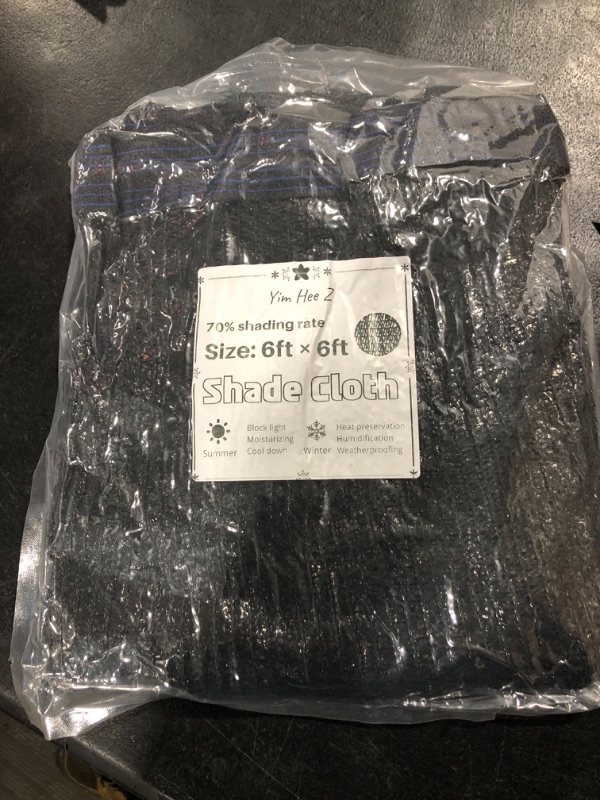 Yim Hee Z
70% shading rate
Size: 6ft × 6ft
Shade Cloth
Summer
Block light
Moisturizing
Cool down
Winter
Heat preservation
Humidification
Weatherproofing